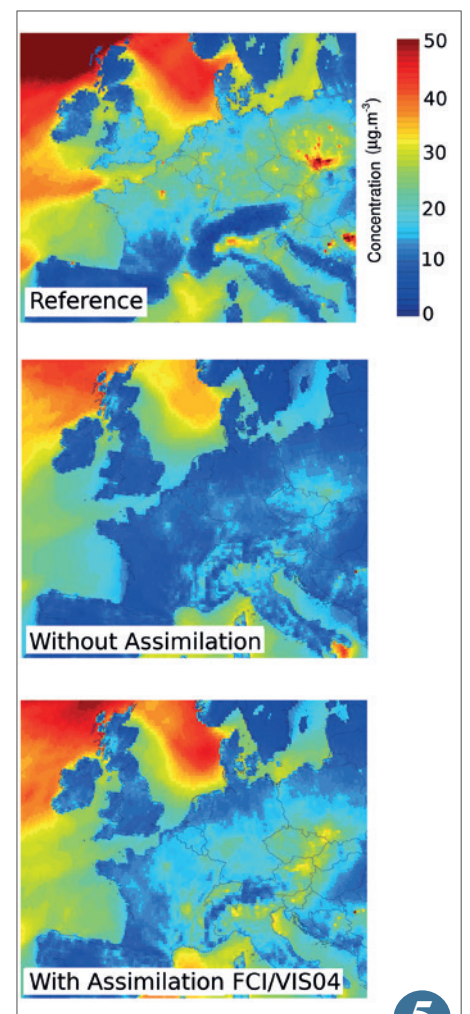 50
40
30
20
10
0
Concentration (µg.m⁻³)
Reference
Without Assimilation
With Assimilation FCI/VIS04
5